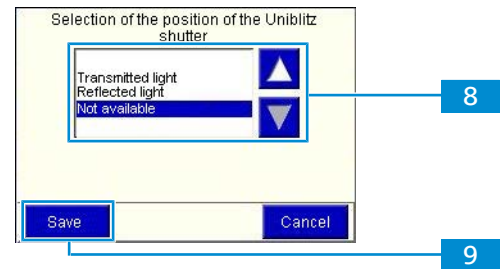 Selection of the position of the Uniblitz
shutter
Transmitted light
Reflected light
Not available
8
Save
Cancel
9